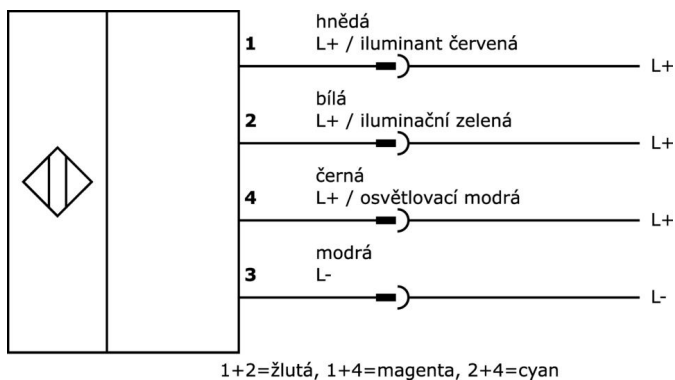 hnědá
1 L+ / iluminant červená L+
bílá
2 L+ / iluminační zelená L+
černá
4 L+ / osvětlovací modrá L+
modrá
3 L- L-
1+2=žlutá, 1+4=magenta, 2+4=cyan